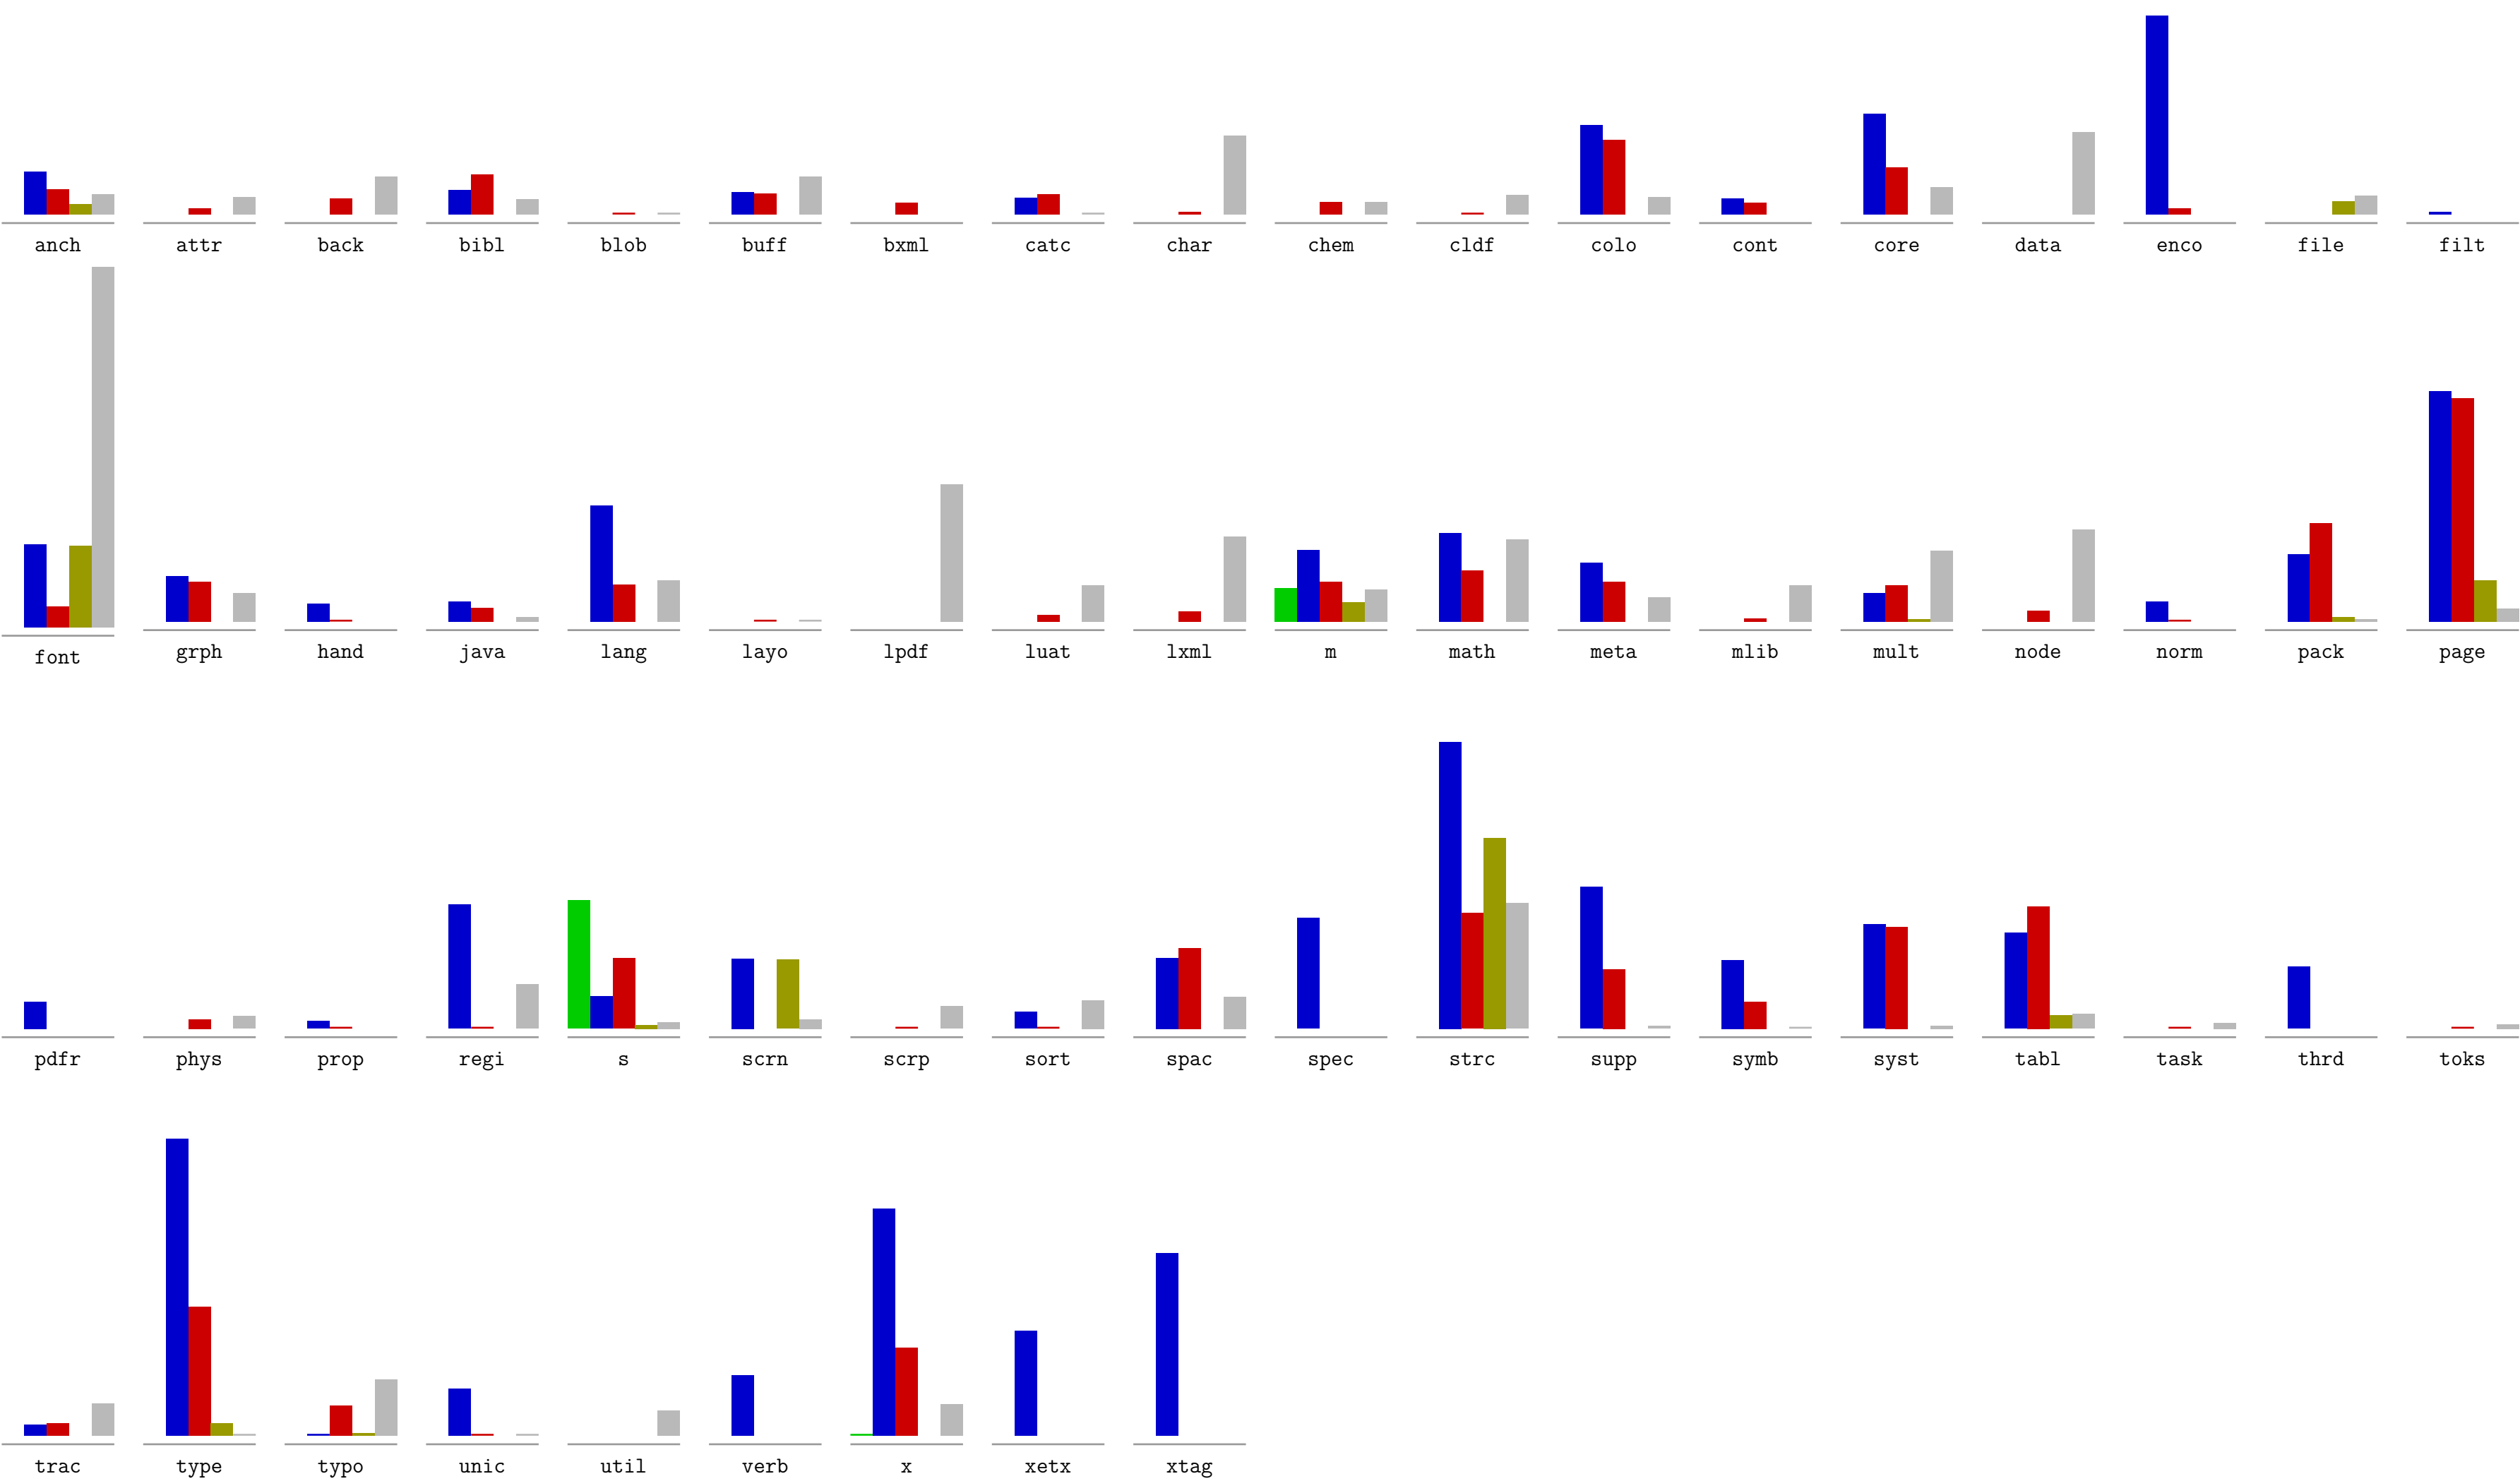 anch attr back bibl blob buff bxml catc char chem cldf colo cont core data enco file filt
font grph hand java lang layo lpdf luat lxml m math meta mlib mult node norm pack page
pdfr phys prop regi s scrn scrp sort spac spec strc supp symb syst tabl task thrd toks
trac type typo unic util verb x xetx xtag